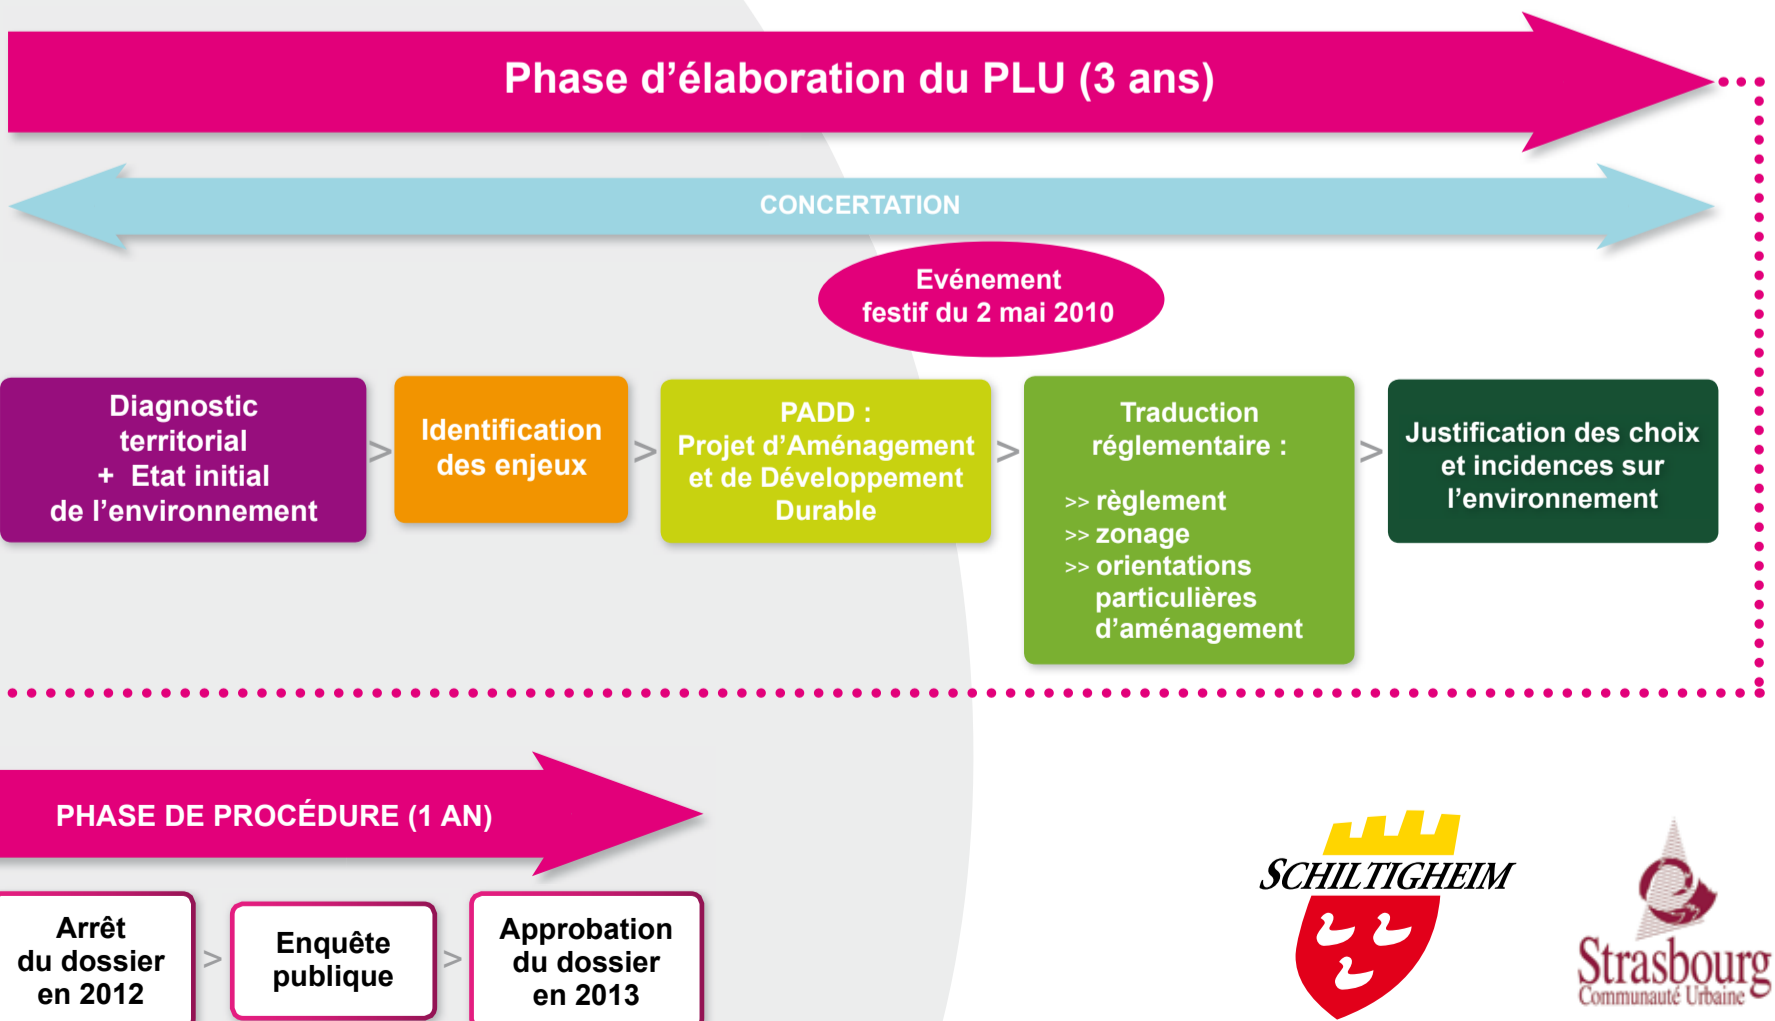 Phase d’élaboration du PLU (3 ans)
CONCERTATION
Evénement
festif du 2 mai 2010
Diagnostic
territorial
+ Etat initial
de l’environnement
>
Identification
des enjeux
>
PADD :
Projet d’Aménagement
et de Développement
Durable
>
Traduction
réglementaire :
>> règlement
>> zonage
>> orientations
particulières
d’aménagement
>
Justification des choix
et incidences sur
l’environnement
PHASE DE PROCÉDURE (1 AN)
Arrêt
du dossier
en 2012
>
Enquête
publique
>
Approbation
du dossier
en 2013
SCHILTIGHEIM
Strasbourg
Communauté Urbaine